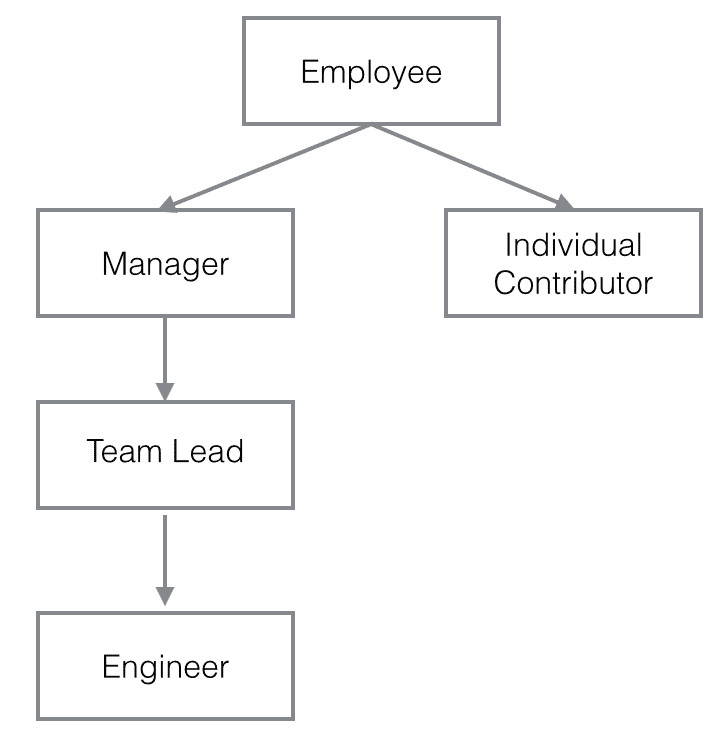 Employee
Manager
Individual
Contributor
Team Lead
Engineer